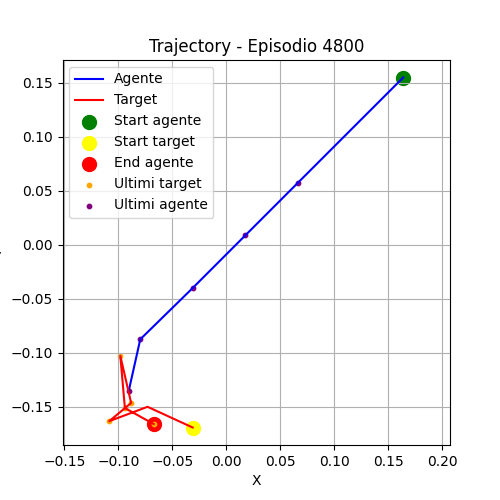 Trajectory - Episodio 4800
Agente
Target
Start agente
Start target
End agente
Ultimi target
Ultimi agente
0.15
0.10
0.05
0.00
−0.05
−0.10
−0.15
−0.15 −0.10 −0.05 0.00 0.05 0.10 0.15 0.20
X